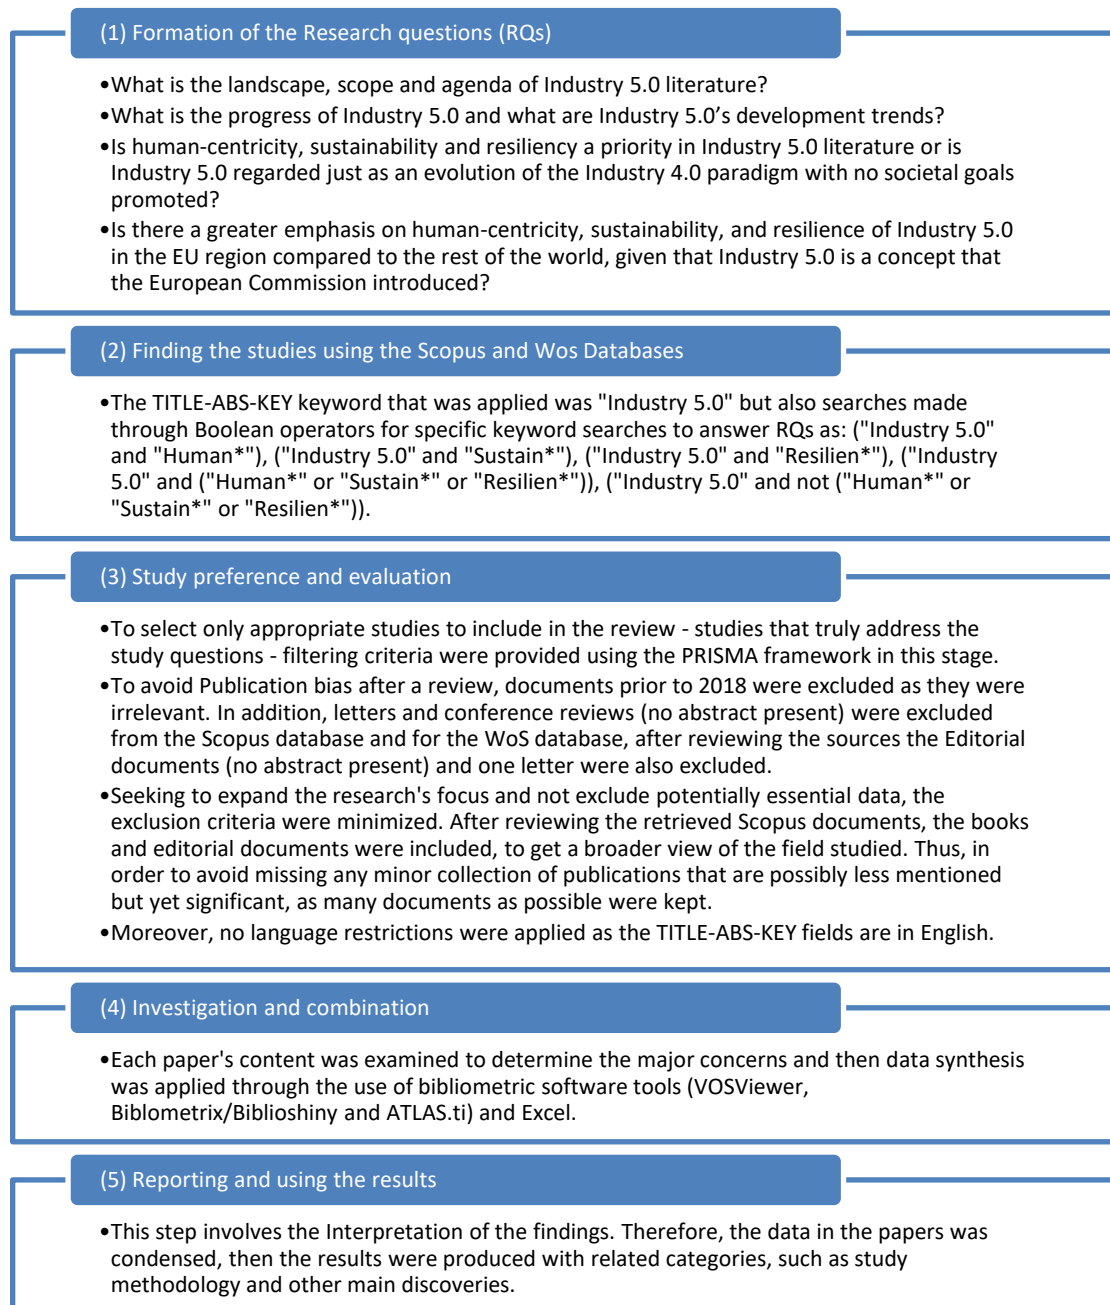 (1) Formation of the Research questions (RQs)
•What is the landscape, scope and agenda of Industry 5.0 literature?
•What is the progress of Industry 5.0 and what are Industry 5.0’s development trends?
•Is human-centricity, sustainability and resiliency a priority in Industry 5.0 literature or is
Industry 5.0 regarded just as an evolution of the Industry 4.0 paradigm with no societal goals
promoted?
•Is there a greater emphasis on human-centricity, sustainability, and resilience of Industry 5.0
in the EU region compared to the rest of the world, given that Industry 5.0 is a concept that
the European Commission introduced?
(2) Finding the studies using the Scopus and Wos Databases
•The TITLE-ABS-KEY keyword that was applied was "Industry 5.0" but also searches made
through Boolean operators for specific keyword searches to answer RQs as: ("Industry 5.0"
and "Human*"), ("Industry 5.0" and "Sustain*"), ("Industry 5.0" and "Resilien*"), ("Industry
5.0" and ("Human*" or "Sustain*" or "Resilien*")), ("Industry 5.0" and not ("Human*" or
"Sustain*" or "Resilien*")).
(3) Study preference and evaluation
•To select only appropriate studies to include in the review - studies that truly address the
study questions - filtering criteria were provided using the PRISMA framework in this stage.
•To avoid Publication bias after a review, documents prior to 2018 were excluded as they were
irrelevant. In addition, letters and conference reviews (no abstract present) were excluded
from the Scopus database and for the WoS database, after reviewing the sources the Editorial
documents (no abstract present) and one letter were also excluded.
•Seeking to expand the research's focus and not exclude potentially essential data, the
exclusion criteria were minimized. After reviewing the retrieved Scopus documents, the books
and editorial documents were included, to get a broader view of the field studied. Thus, in
order to avoid missing any minor collection of publications that are possibly less mentioned
but yet significant, as many documents as possible were kept.
•Moreover, no language restrictions were applied as the TITLE-ABS-KEY fields are in English.
(4) Investigation and combination
•Each paper's content was examined to determine the major concerns and then data synthesis
was applied through the use of bibliometric software tools (VOSViewer,
Biblometrix/Biblioshiny and ATLAS.ti) and Excel.
(5) Reporting and using the results
•This step involves the Interpretation of the findings. Therefore, the data in the papers was
condensed, then the results were produced with related categories, such as study
methodology and other main discoveries.